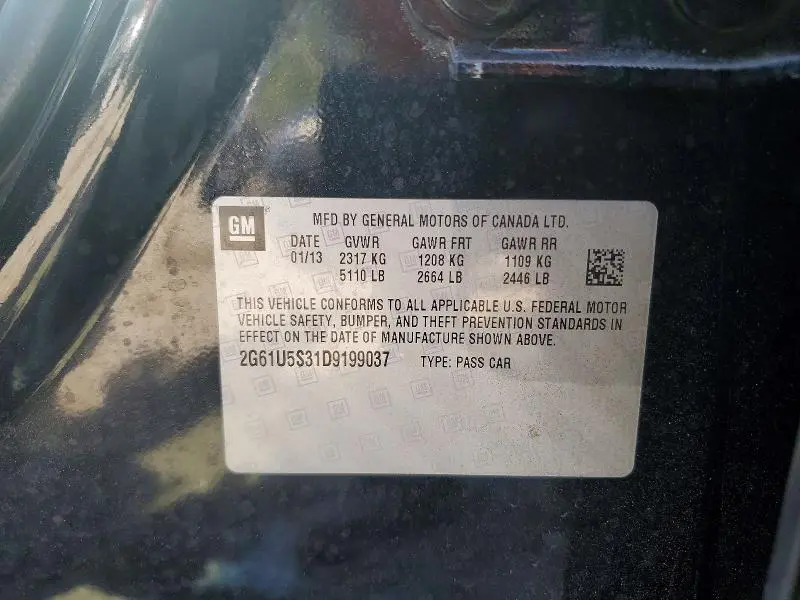 GM
MFD BY GENERAL MOTORS OF CANADA LTD.
DATE GVWR GAWR FRT GAWR RR
01/13 2317 KG 1208 KG 1109 KG
5110 LB 2664 LB 2446 LB
THIS VEHICLE CONFORMS TO ALL APPLICABLE U.S. FEDERAL MOTOR
VEHICLE SAFETY, BUMPER, AND THEFT PREVENTION STANDARDS IN
EFFECT ON THE DATE OF MANUFACTURE SHOWN ABOVE.
2G61U5S31D9199037 TYPE: PASS CAR